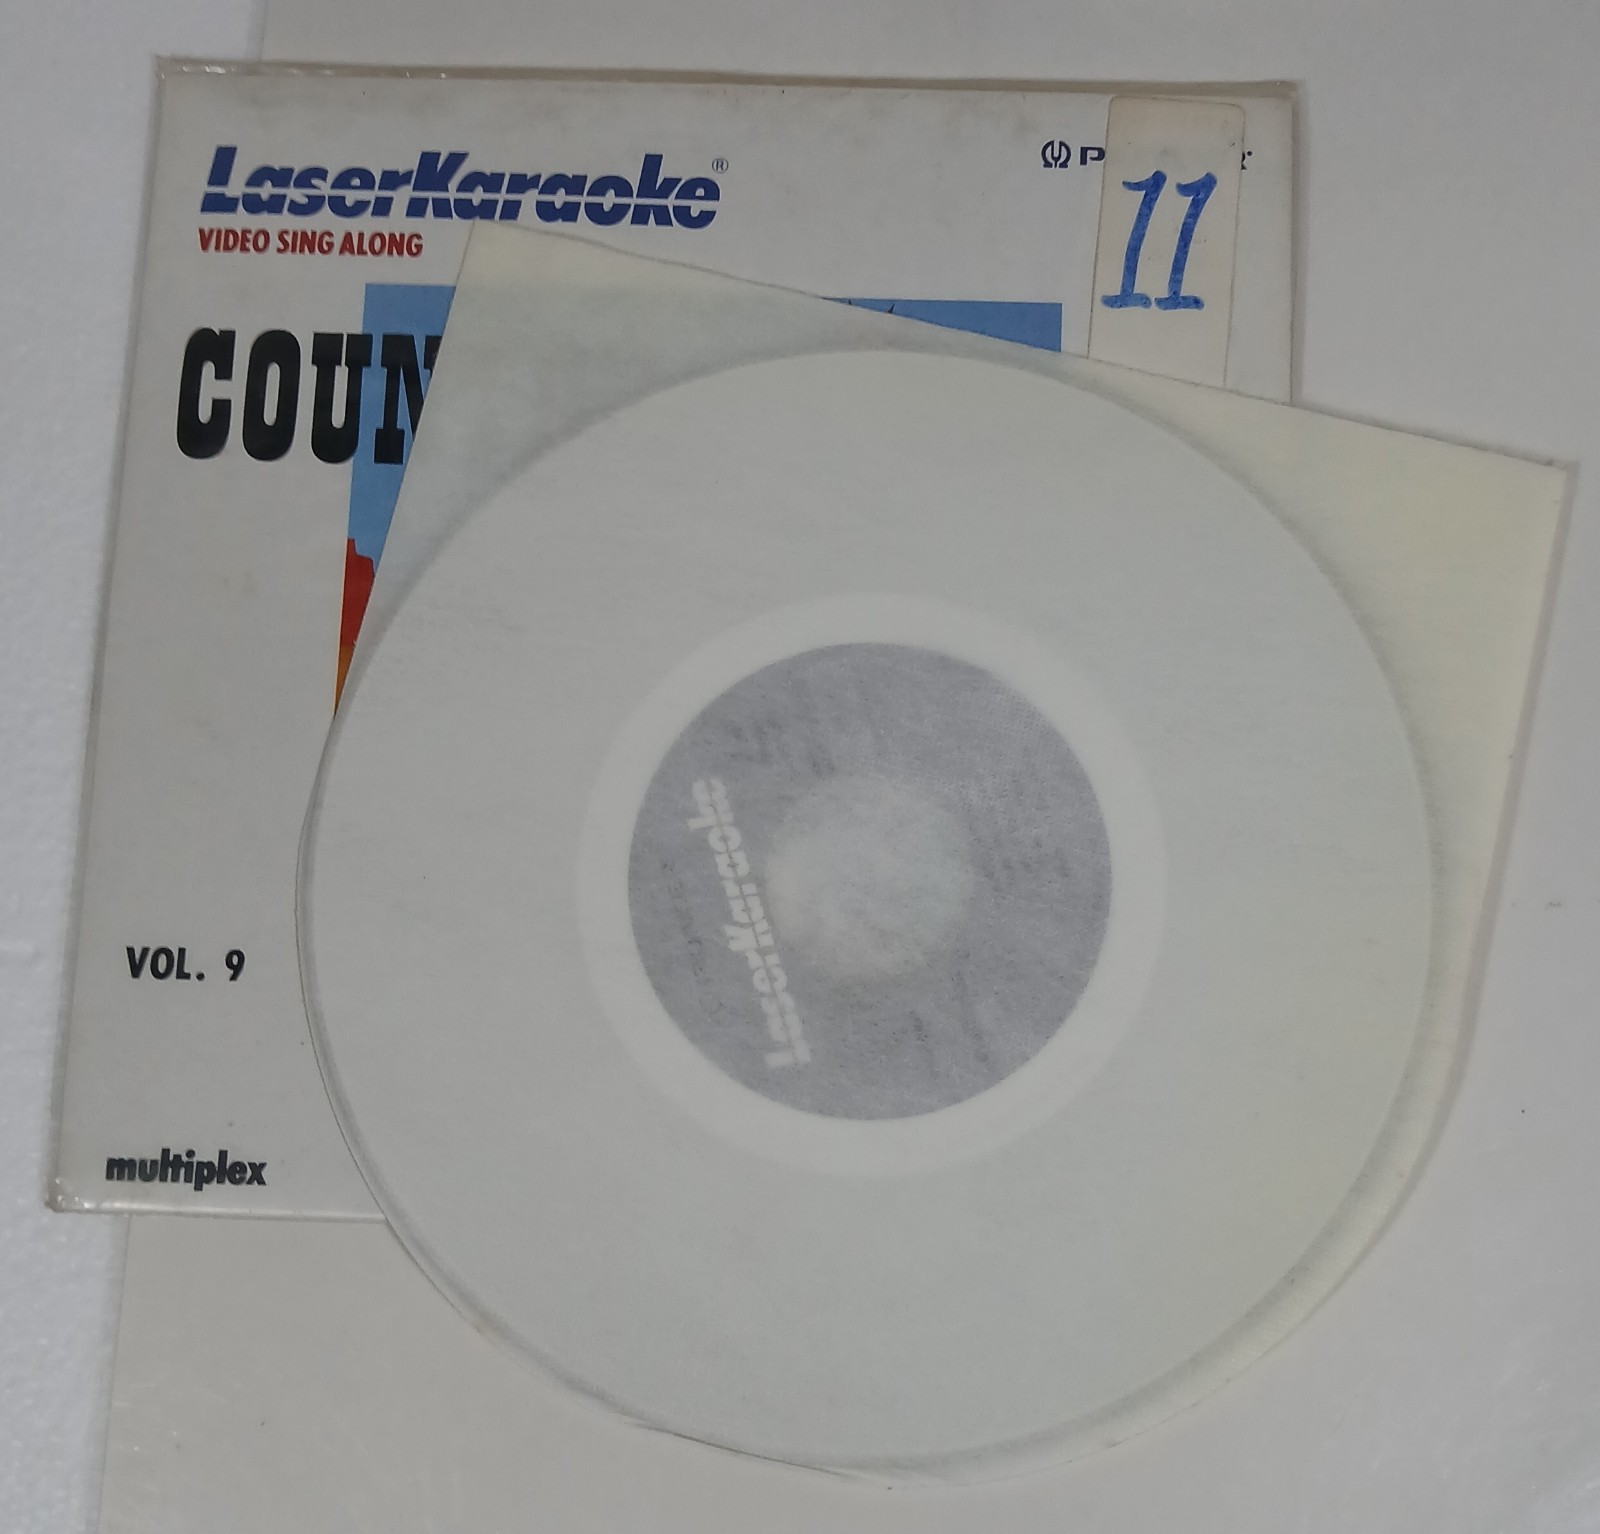 LaserKaraoke®
VIDEO SING ALONG
11
COUN
LaserKaraoke
VOL. 9
multiplex